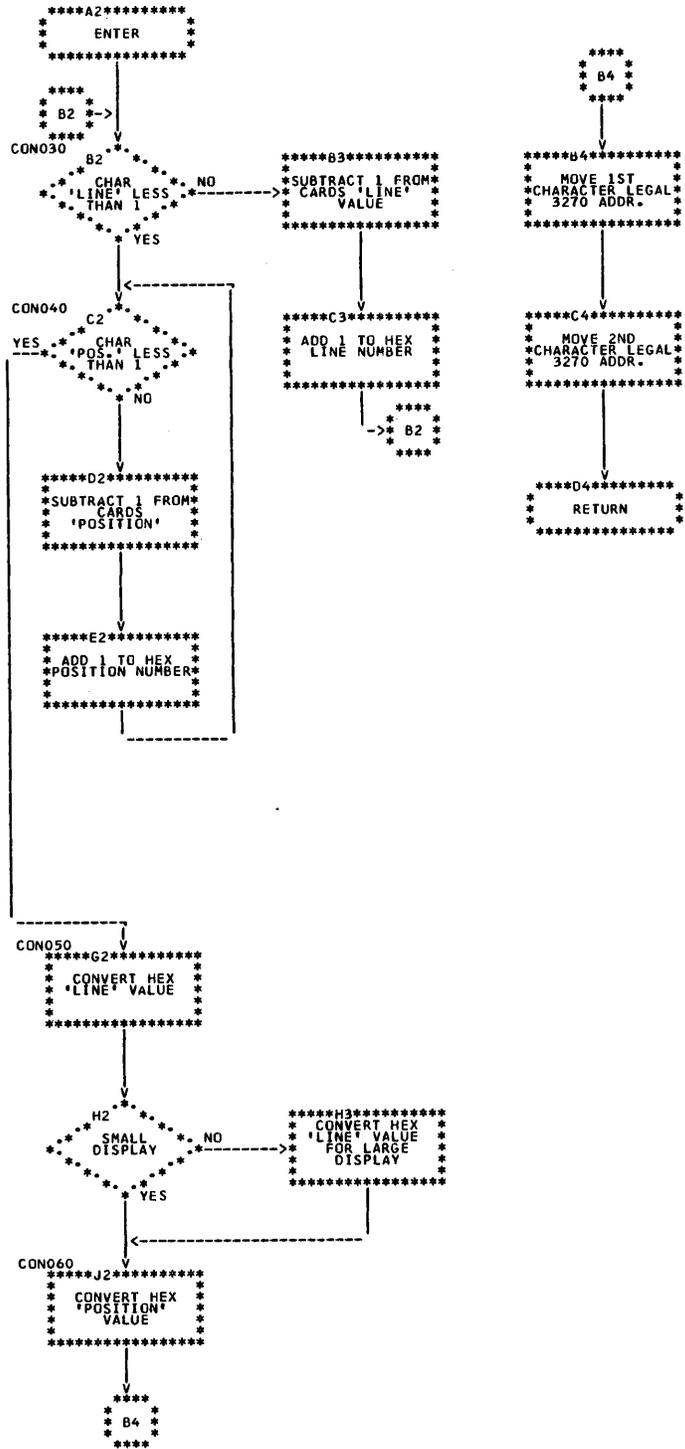 A2
ENTER
B2
CON030
B2
CHAR
'LINE' LESS
THAN 1
NO
YES
B3
SUBTRACT 1 FROM
CARDS 'LINE'
VALUE
C3
ADD 1 TO HEX
LINE NUMBER
B2
CON040
C2
CHAR
'POS.' LESS
THAN 1
YES
NO
D2
SUBTRACT 1 FROM
CARDS
'POSITION'
E2
ADD 1 TO HEX
POSITION NUMBER
CON050
G2
CONVERT HEX
'LINE' VALUE
H2
SMALL
DISPLAY
NO
YES
H3
CONVERT HEX
'LINE' VALUE
FOR LARGE
DISPLAY
CON060
J2
CONVERT HEX
'POSITION'
VALUE
B4
B4
B4
MOVE 1ST
CHARACTER LEGAL
3270 ADDR.
C4
MOVE 2ND
CHARACTER LEGAL
3270 ADDR.
D4
RETURN